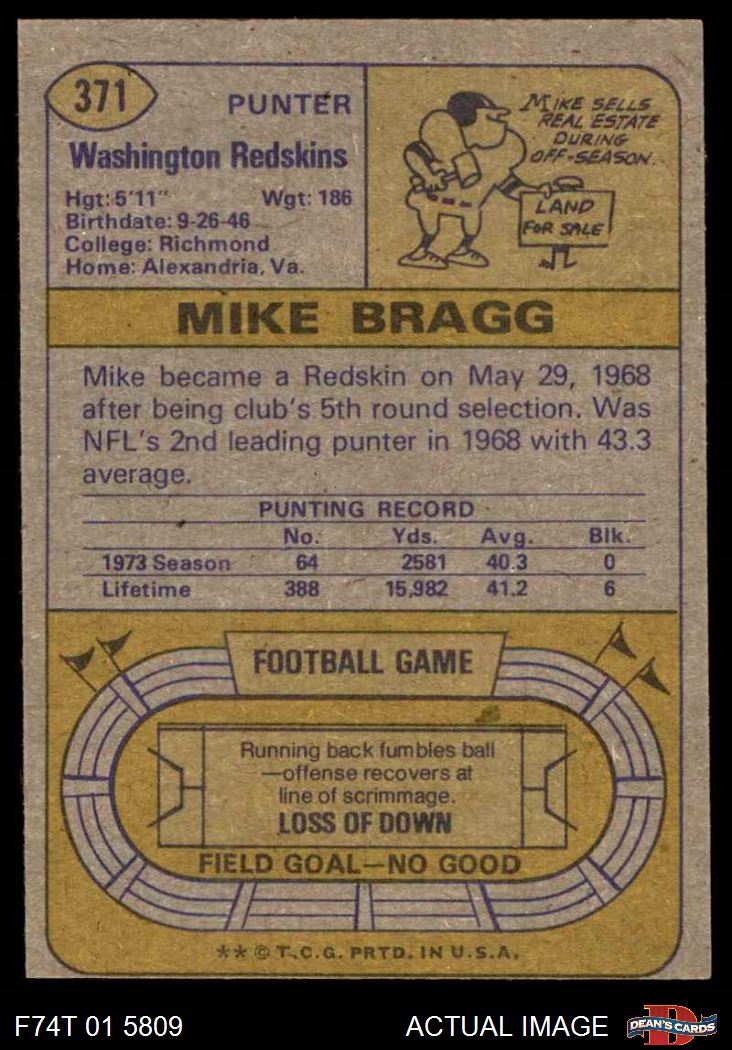 371
PUNTER
Washington Redskins
Hgt: 5'11" Wgt: 186
Birthdate: 9-26-46
College: Richmond
Home: Alexandria, Va.
MIKE SELLS
REAL ESTATE
DURING
OFF-SEASON.
LAND
FOR SALE
MIKE BRAGG
Mike became a Redskin on May 29, 1968
after being club's 5th round selection. Was
NFL's 2nd leading punter in 1968 with 43.3
average.
PUNTING RECORD
No. Yds. Avg. Blk.
1973 Season 64 2581 40.3 0
Lifetime 388 15,982 41.2 6
FOOTBALL GAME
Running back fumbles ball
—offense recovers at
line of scrimmage.
LOSS OF DOWN
FIELD GOAL—NO GOOD
** © T.C.G. PRTD. IN U.S.A.
F74T 01 5809 ACTUAL IMAGE
D
DEAN'S CARDS